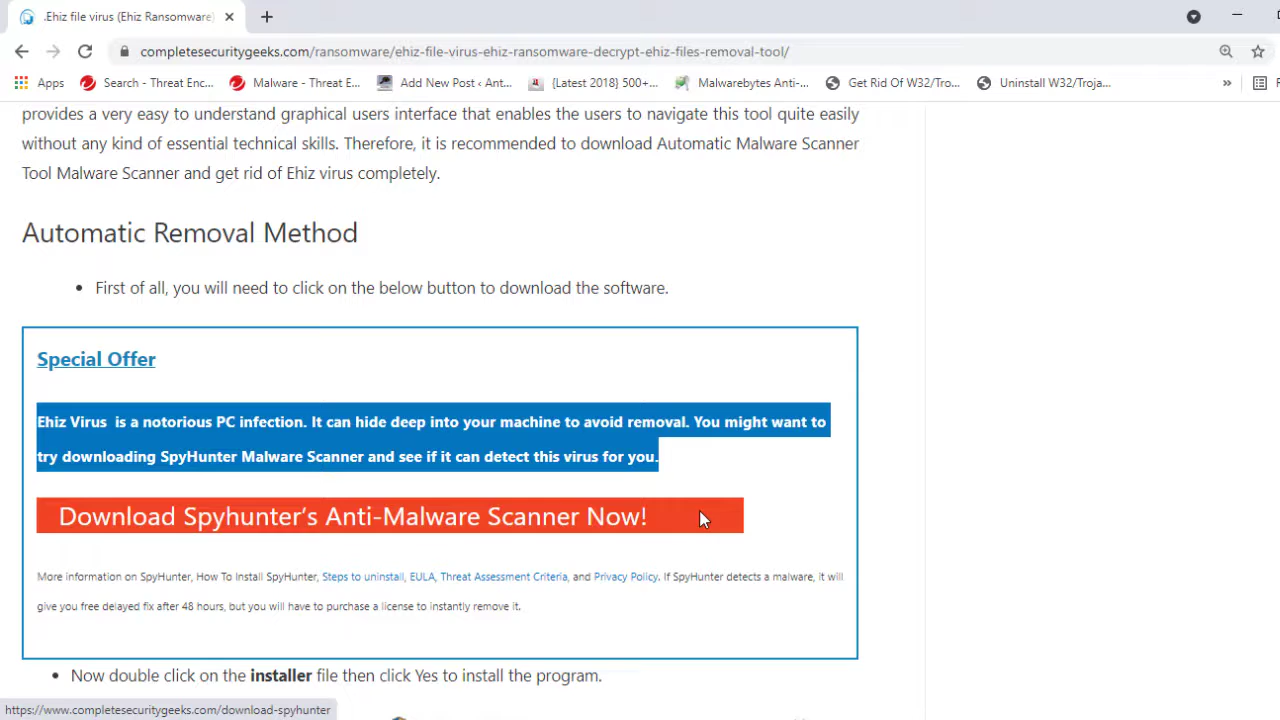 .Ehiz file virus (Ehiz Ransomware)
completesecuritygeeks.com/ransomware/ehiz-file-virus-ehiz-ransomware-decrypt-ehiz-files-removal-tool/
Apps Search - Threat Enc... Malware - Threat E... Add New Post ‹ Ant... {Latest 2018} 500+... Malwarebytes Anti-... Get Rid Of W32/Tro... Uninstall W32/Troja... »
provides a very easy to understand graphical users interface that enables the users to navigate this tool quite easily
without any kind of essential technical skills. Therefore, it is recommended to download Automatic Malware Scanner
Tool Malware Scanner and get rid of Ehiz virus completely.
Automatic Removal Method
• First of all, you will need to click on the below button to download the software.
Special Offer
Ehiz Virus is a notorious PC infection. It can hide deep into your machine to avoid removal. You might want to
try downloading SpyHunter Malware Scanner and see if it can detect this virus for you.
Download Spyhunter’s Anti-Malware Scanner Now!
More information on SpyHunter, How To Install SpyHunter, Steps to uninstall, EULA, Threat Assessment Criteria, and Privacy Policy. If SpyHunter detects a malware, it will
give you free delayed fix after 48 hours, but you will have to purchase a license to instantly remove it.
• Now double click on the installer file then click Yes to install the program.
https://www.completesecuritygeeks.com/download-spyhunter